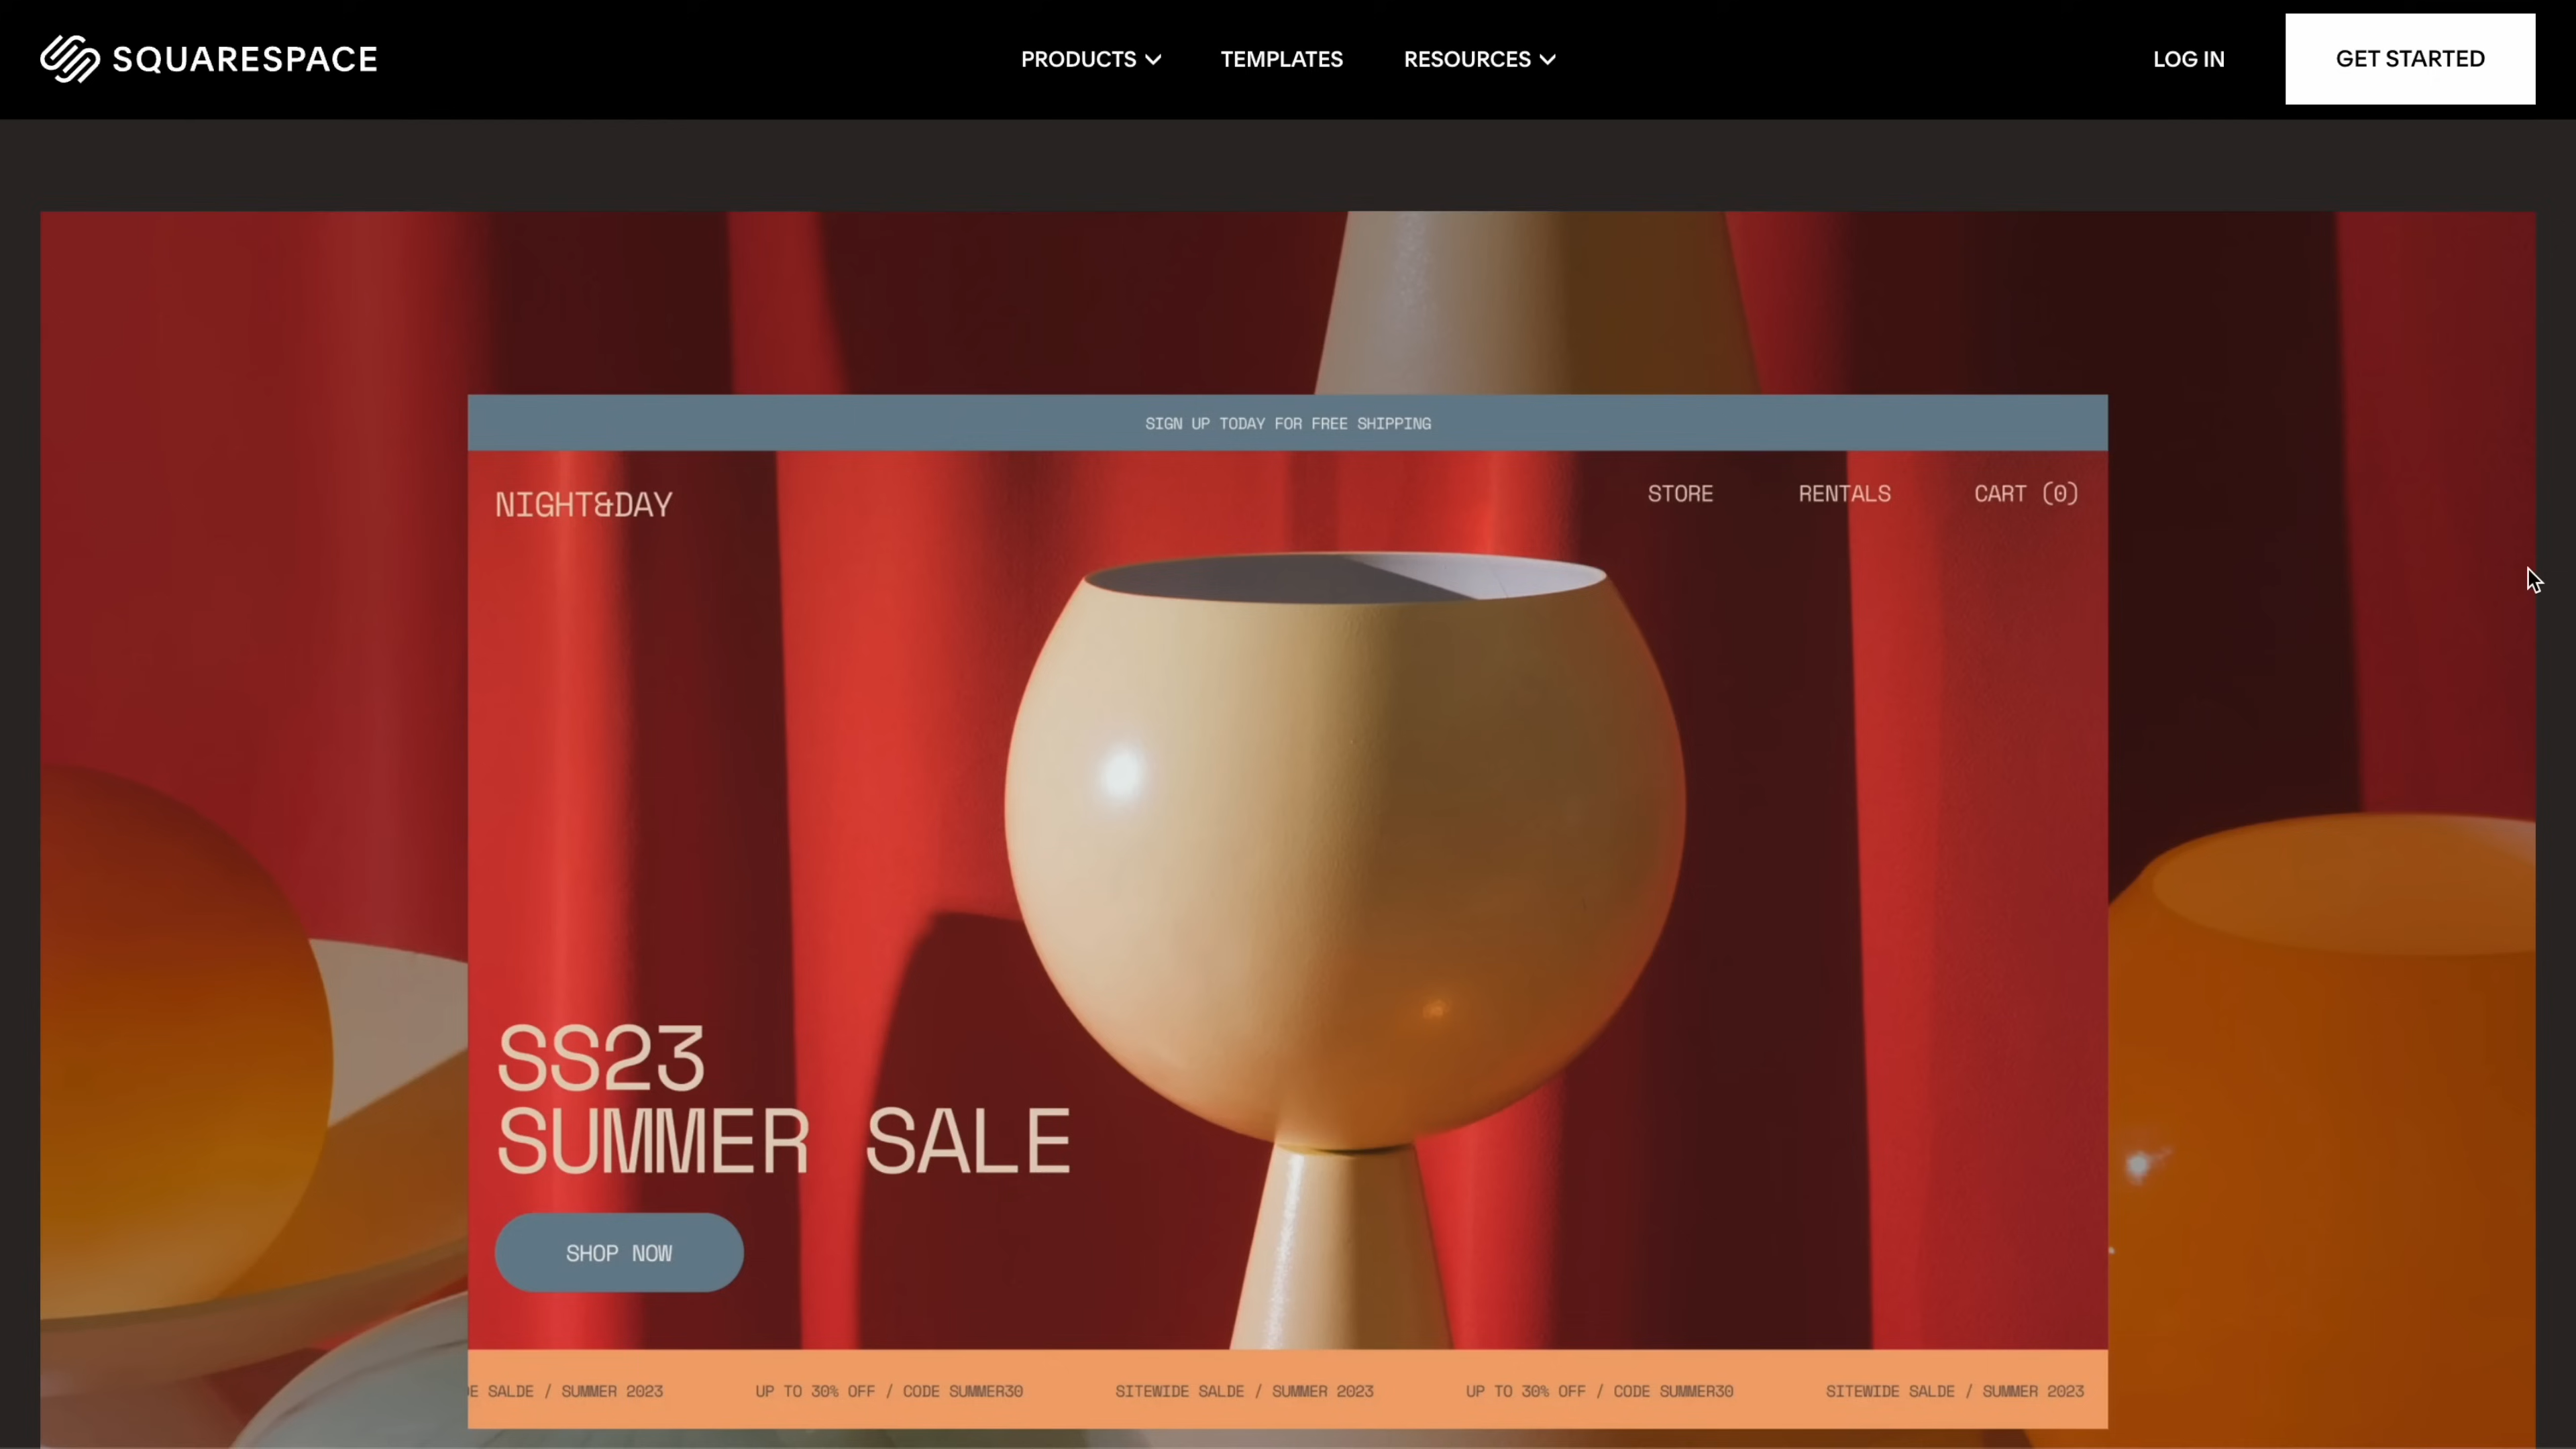 SQUARESPACE
PRODUCTS
TEMPLATES
RESOURCES
LOG IN
GET STARTED
SIGN UP TODAY FOR FREE SHIPPING
NIGHT&DAY
STORE
RENTALS
CART (0)
SS23
SUMMER SALE
SHOP NOW
E SALDE / SUMMER 2023 UP TO 30% OFF / CODE SUMMER30 SITEWIDE SALDE / SUMMER 2023 UP TO 30% OFF / CODE SUMMER30 SITEWIDE SALDE / SUMMER 2023